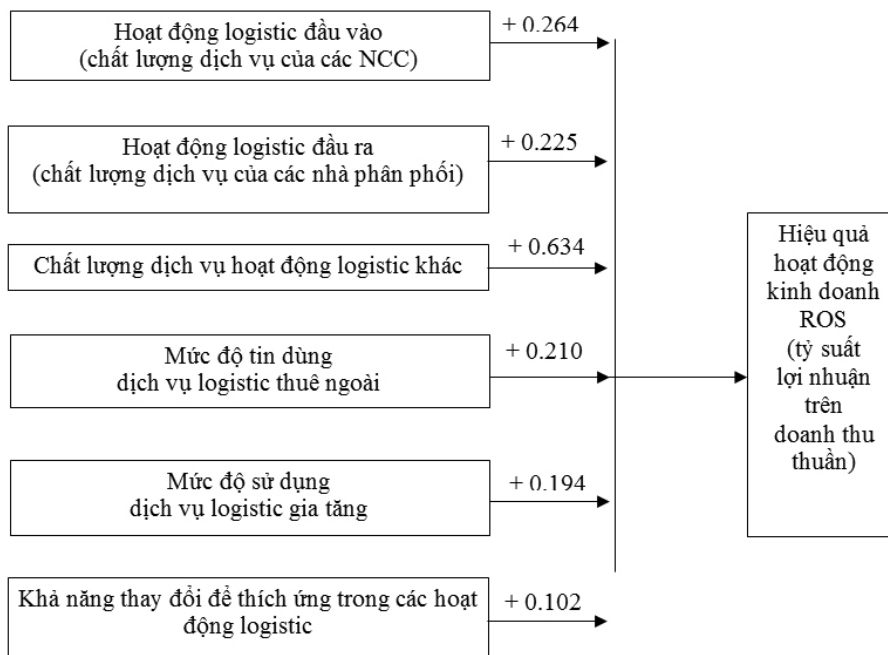 Hoạt động logistic đầu vào
(chất lượng dịch vụ của các NCC)
+ 0.264
Hoạt động logistic đầu ra
(chất lượng dịch vụ của các nhà phân phối)
+ 0.225
Chất lượng dịch vụ hoạt động logistic khác
+ 0.634
Mức độ tin dùng
dịch vụ logistic thuê ngoài
+ 0.210
Mức độ sử dụng
dịch vụ logistic gia tăng
+ 0.194
Khả năng thay đổi để thích ứng trong các hoạt
động logistic
+ 0.102
Hiệu quả
hoạt động
kinh doanh
ROS
(tỷ suất
lợi nhuận
trên
doanh thu
thuần)